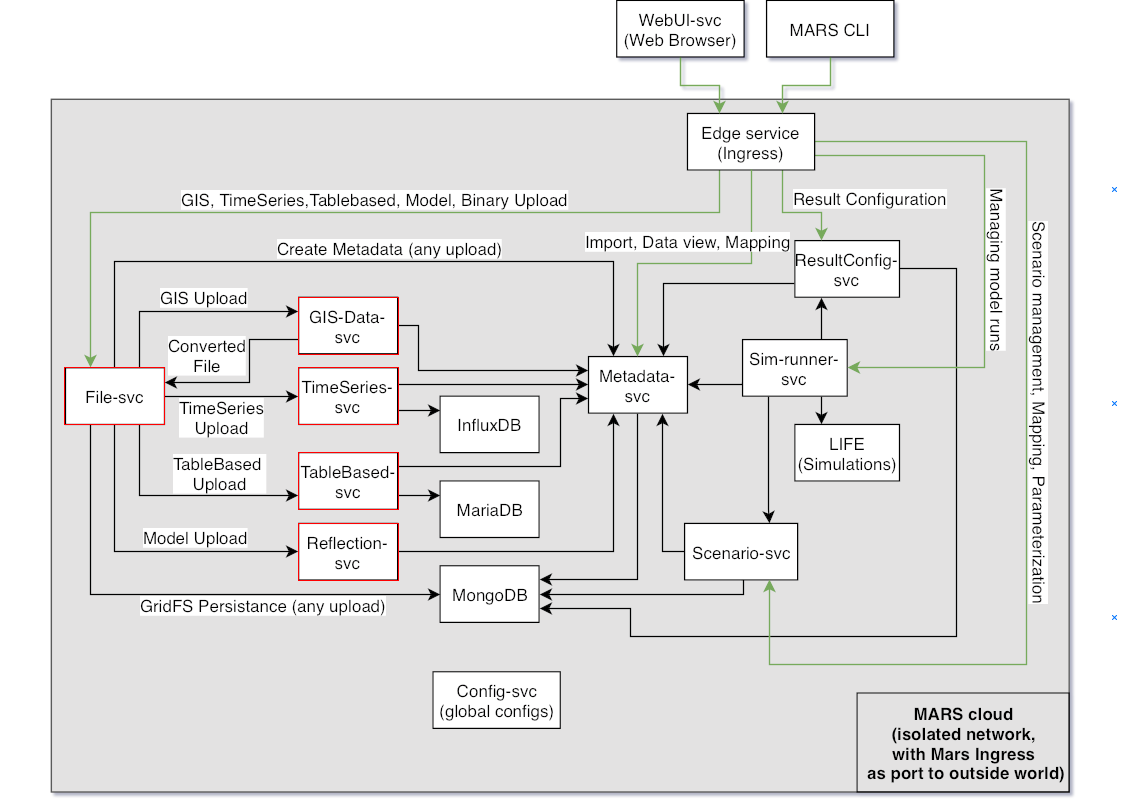 WebUI-svc
(Web Browser)
MARS CLI
Edge service
(Ingress)
GIS, TimeSeries,Tablebased, Model, Binary Upload
Result Configuration
Import, Data view, Mapping
Create Metadata (any upload)
Managing model runs
Scenario management, Mapping, Parameterization
ResultConfig-
svc
GIS Upload
GIS-Data-
svc
Converted
File
Sim-runner-
svc
Metadata-
svc
File-svc
TimeSeries-
svc
TimeSeries
Upload
InfluxDB
LIFE
(Simulations)
TableBased
Upload
TableBased-
svc
MariaDB
Model Upload
Reflection-
svc
Scenario-svc
MongoDB
GridFS Persistance (any upload)
Config-svc
(global configs)
MARS cloud
(isolated network,
with Mars Ingress
as port to outside world)